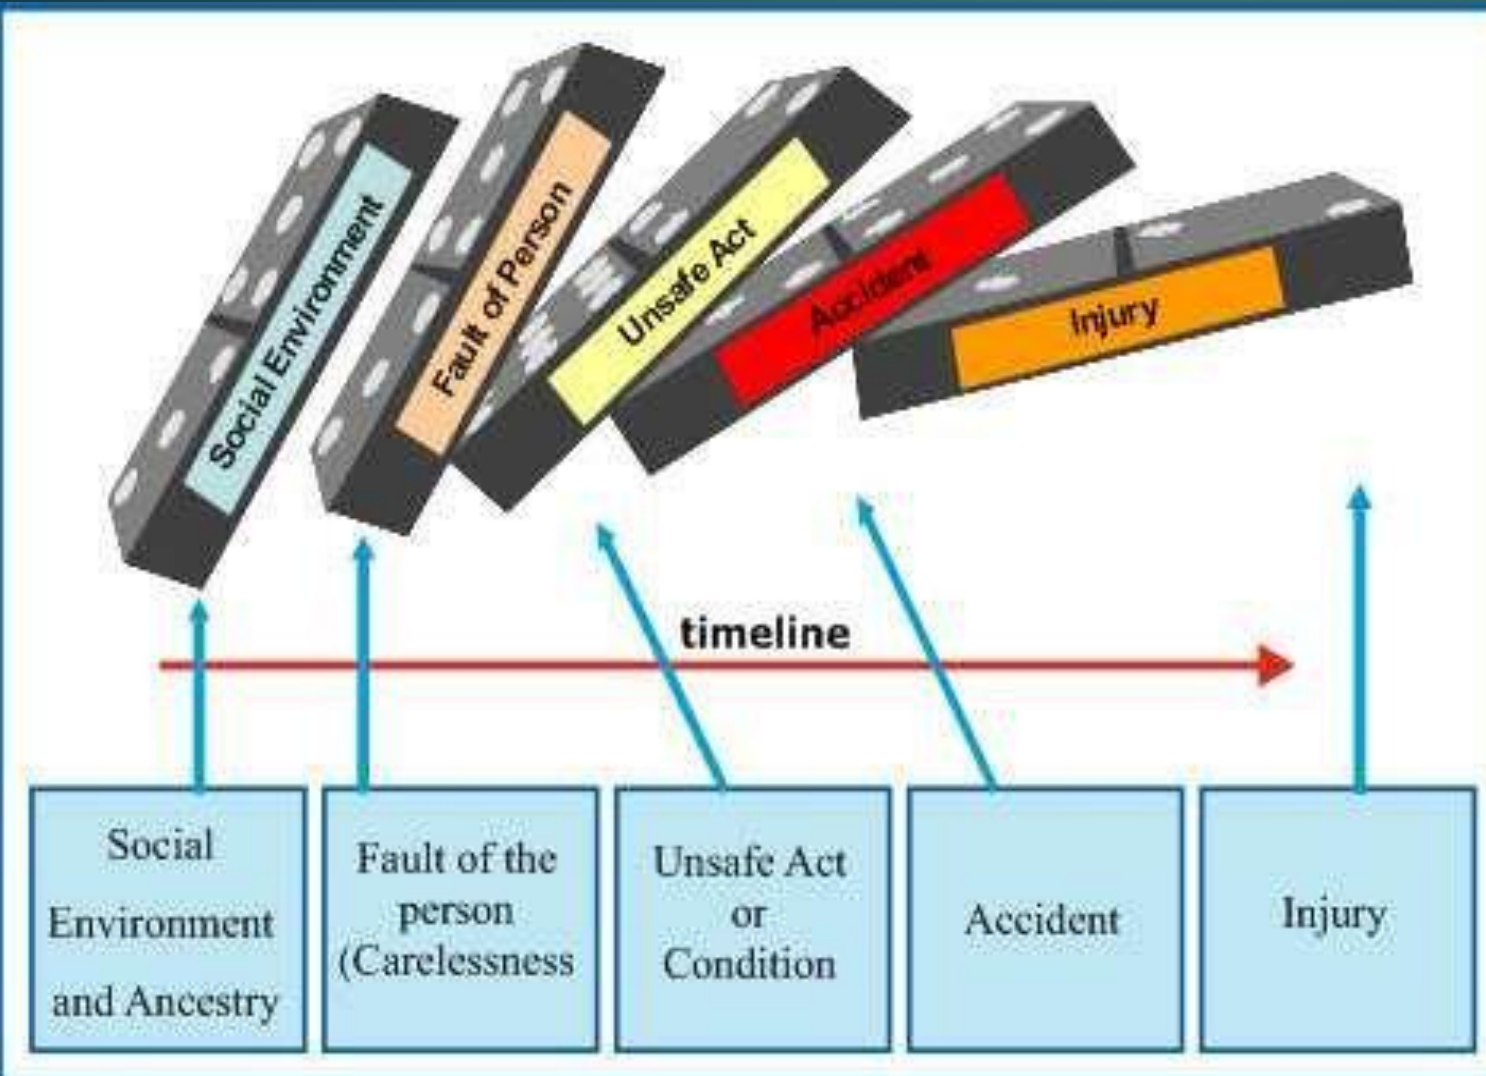 Social Environment
Fault of Person
Unsafe Act
Accident
Injury
timeline
Social
Environment
and Ancestry
Fault of the
person
(Carelessness
Unsafe Act
or
Condition
Accident
Injury